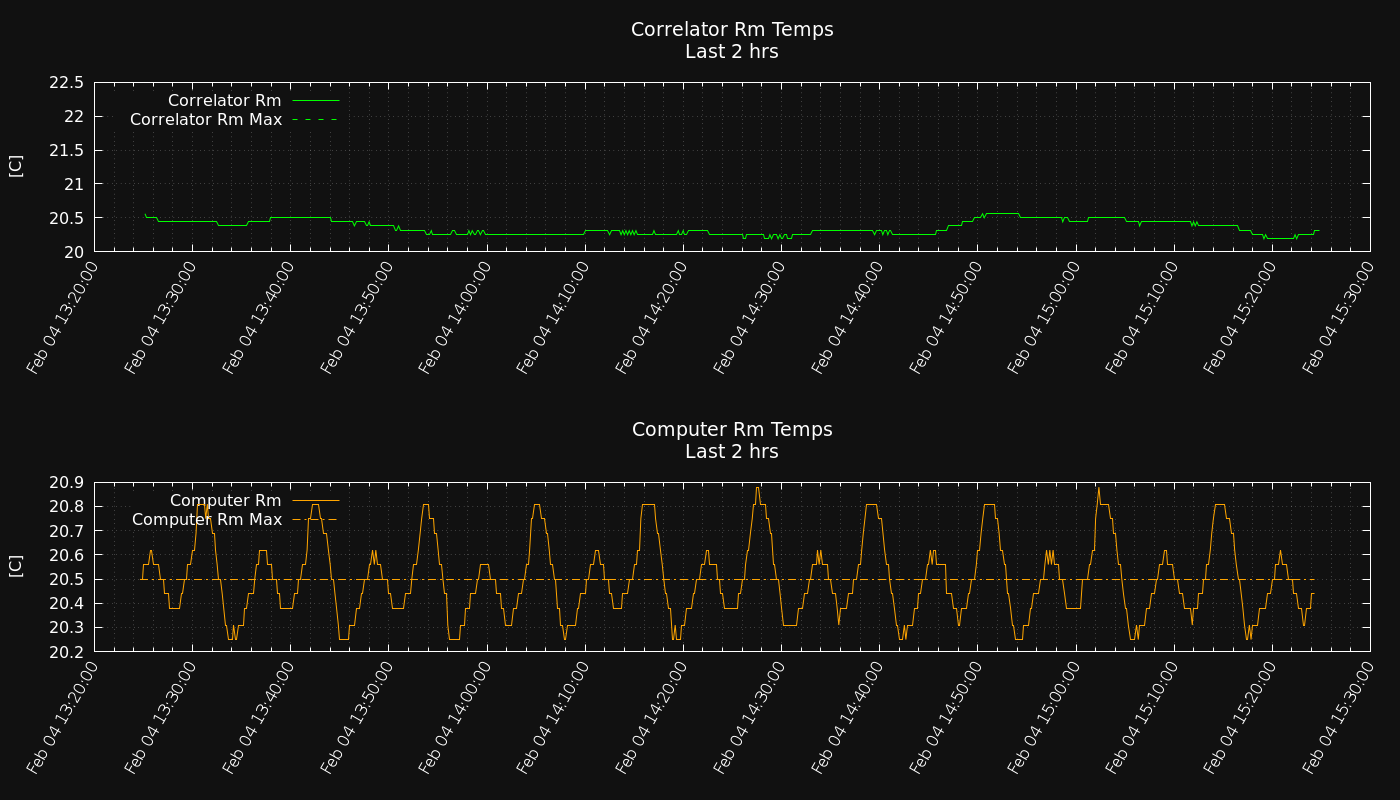 Correlator Rm Temps
Last 2 hrs
22.5
22
21.5
21
20.5
20
[C]
Correlator Rm
Correlator Rm Max
Feb 04 13:20:00
Feb 04 13:30:00
Feb 04 13:40:00
Feb 04 13:50:00
Feb 04 14:00:00
Feb 04 14:10:00
Feb 04 14:20:00
Feb 04 14:30:00
Feb 04 14:40:00
Feb 04 14:50:00
Feb 04 15:00:00
Feb 04 15:10:00
Feb 04 15:20:00
Feb 04 15:30:00
Computer Rm Temps
Last 2 hrs
20.9
20.8
20.7
20.6
20.5
20.4
20.3
20.2
[C]
Computer Rm
Computer Rm Max
Feb 04 13:20:00
Feb 04 13:30:00
Feb 04 13:40:00
Feb 04 13:50:00
Feb 04 14:00:00
Feb 04 14:10:00
Feb 04 14:20:00
Feb 04 14:30:00
Feb 04 14:40:00
Feb 04 14:50:00
Feb 04 15:00:00
Feb 04 15:10:00
Feb 04 15:20:00
Feb 04 15:30:00